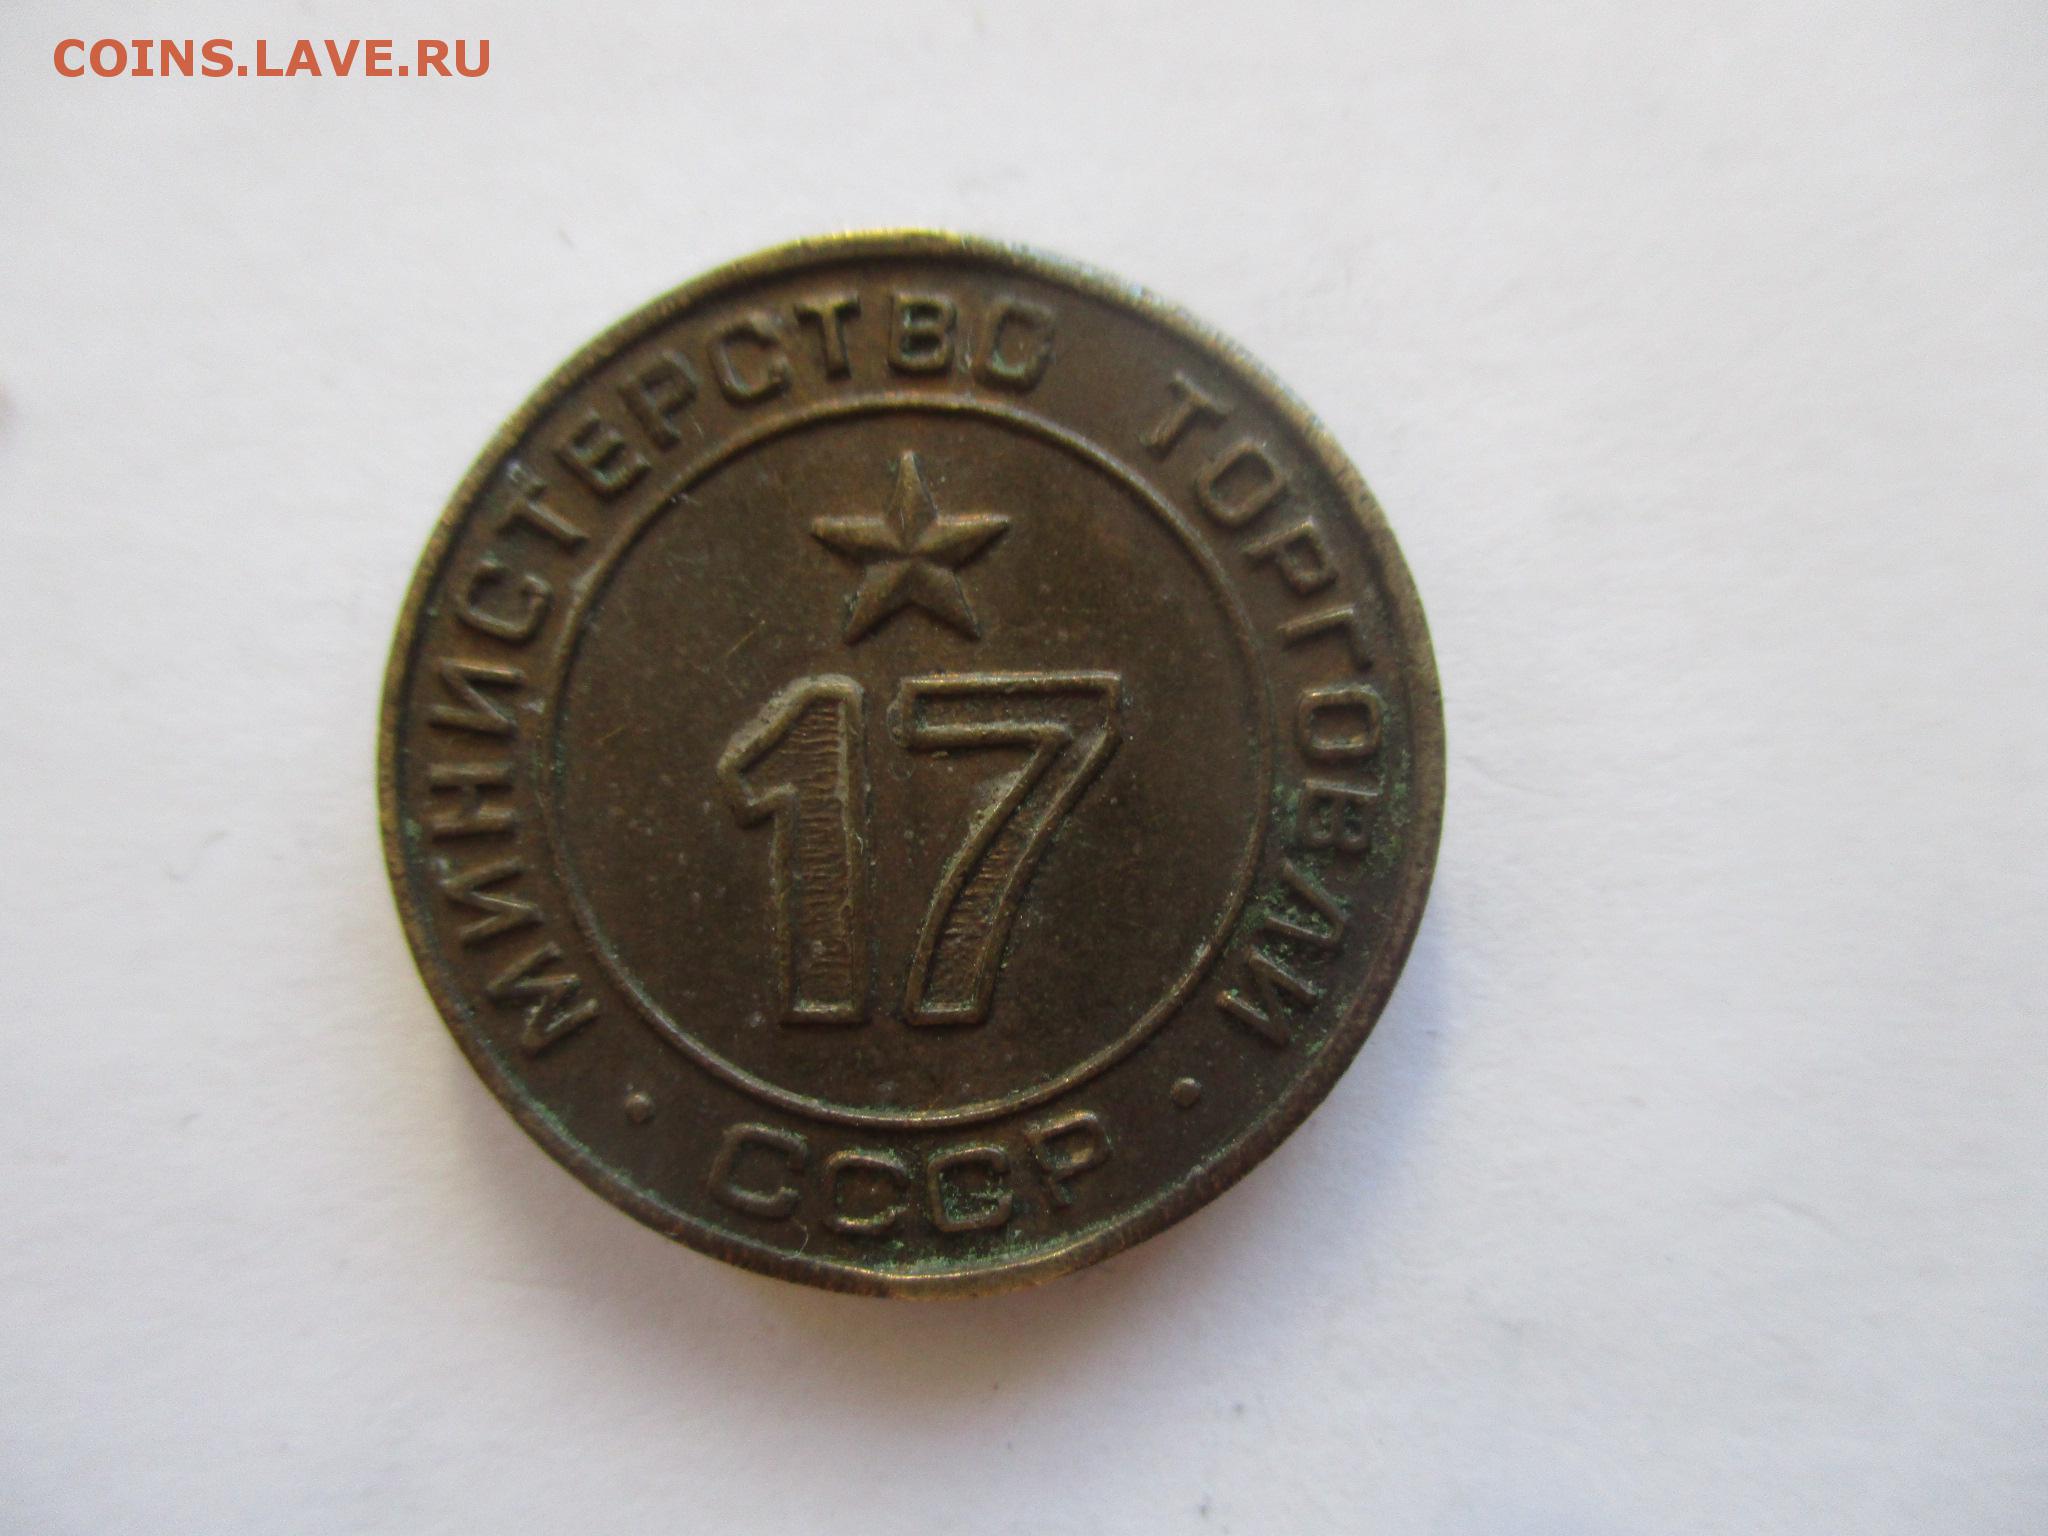 COINS.LAVE.RU
МИНИСТЕРСТВО ТОРГОВЛИ
17
· СССР ·